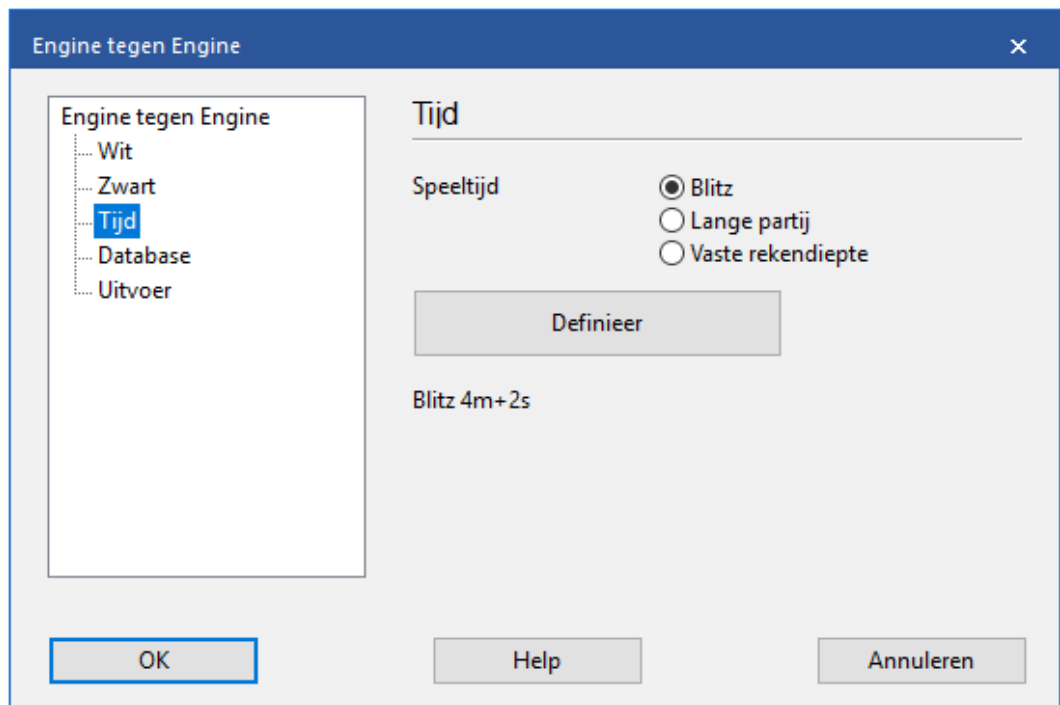 Engine tegen Engine
Engine tegen Engine
Wit
Zwart
Tijd
Database
Uitvoer
Tijd
Speeltijd
Blitz
Lange partij
Vaste rekendiepte
Definieer
Blitz 4m+2s
OK
Help
Annuleren